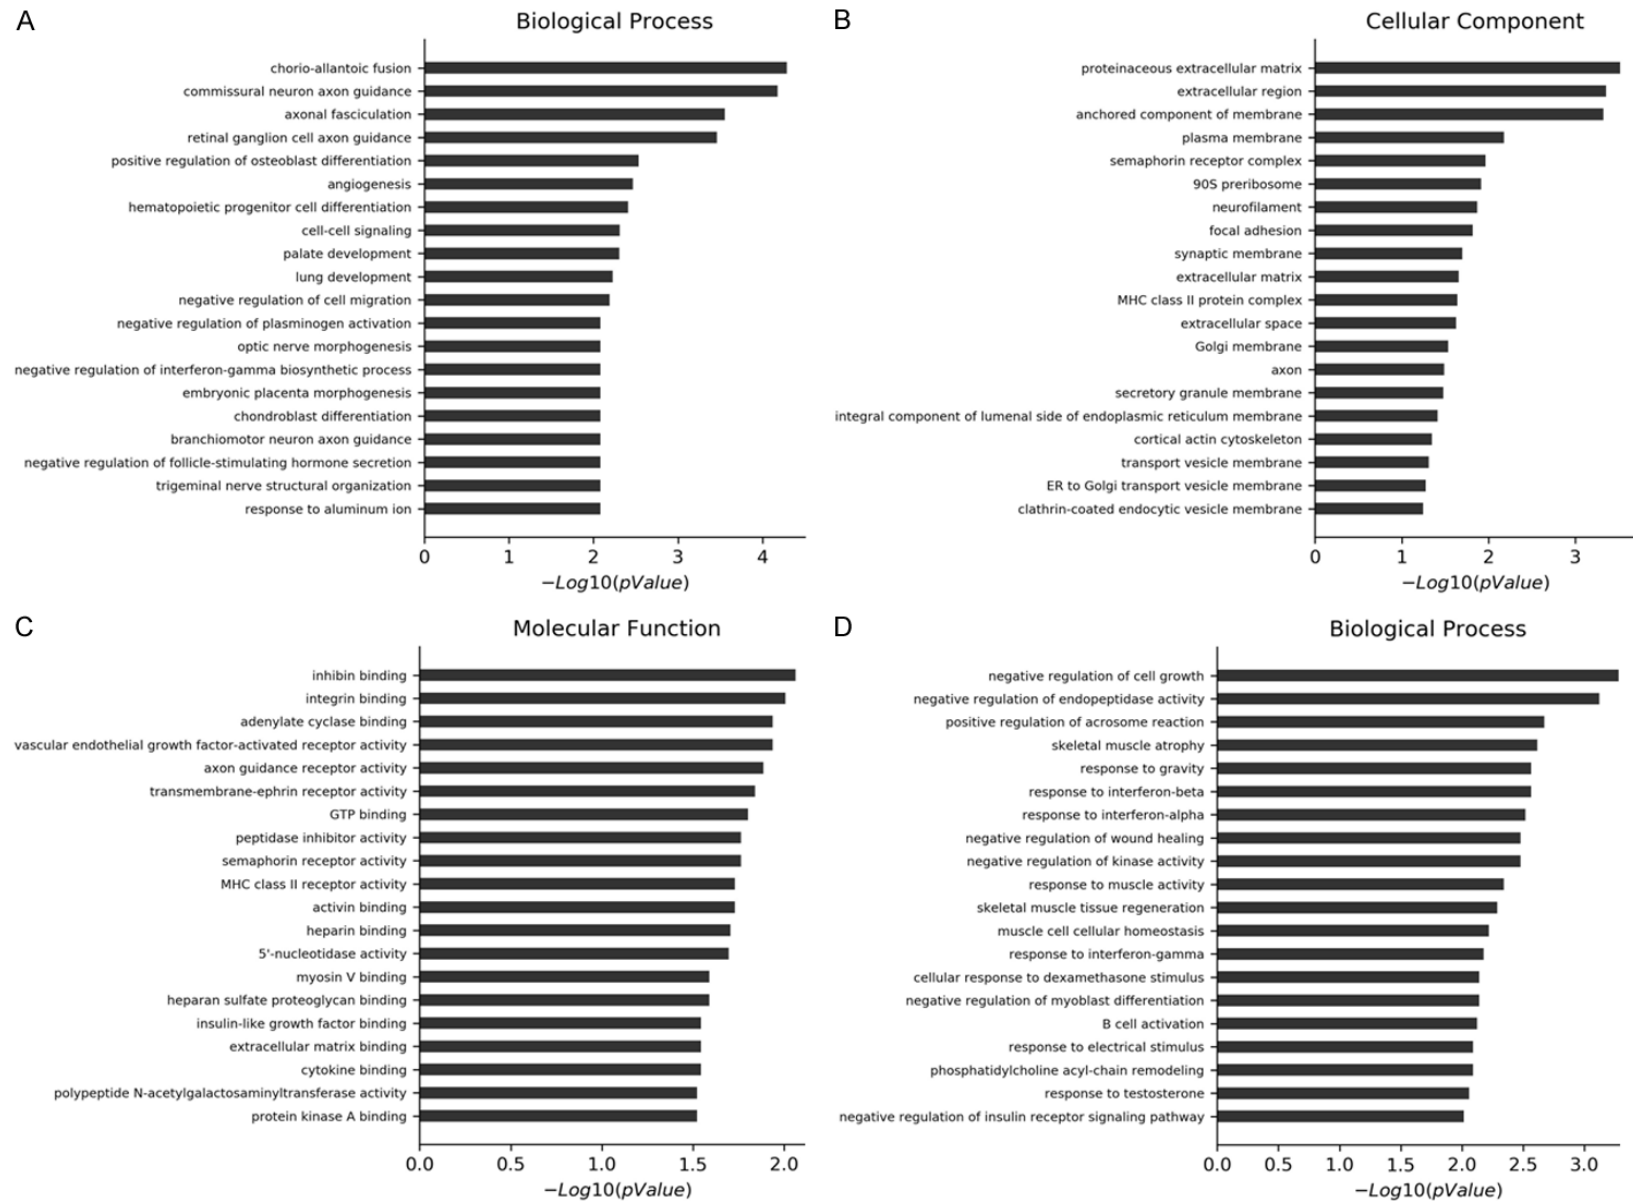 A
Biological Process
chorio-allantoic fusion
commissural neuron axon guidance
axonal fasciculation
retinal ganglion cell axon guidance
positive regulation of osteoblast differentiation
angiogenesis
hematopoietic progenitor cell differentiation
cell-cell signaling
palate development
lung development
negative regulation of cell migration
negative regulation of plasminogen activation
optic nerve morphogenesis
negative regulation of interferon-gamma biosynthetic process
embryonic placenta morphogenesis
chondroblast differentiation
branchiomotor neuron axon guidance
negative regulation of follicle-stimulating hormone secretion
trigeminal nerve structural organization
response to aluminum ion
0 1 2 3 4
−Log10(pValue)
B
Cellular Component
proteinaceous extracellular matrix
extracellular region
anchored component of membrane
plasma membrane
semaphorin receptor complex
90S preribosome
neurofilament
focal adhesion
synaptic membrane
extracellular matrix
MHC class II protein complex
extracellular space
Golgi membrane
axon
secretory granule membrane
integral component of lumenal side of endoplasmic reticulum membrane
cortical actin cytoskeleton
transport vesicle membrane
ER to Golgi transport vesicle membrane
clathrin-coated endocytic vesicle membrane
0 1 2 3
−Log10(pValue)
C
Molecular Function
inhibin binding
integrin binding
adenylate cyclase binding
vascular endothelial growth factor-activated receptor activity
axon guidance receptor activity
transmembrane-ephrin receptor activity
GTP binding
peptidase inhibitor activity
semaphorin receptor activity
MHC class II receptor activity
activin binding
heparin binding
5'-nucleotidase activity
myosin V binding
heparan sulfate proteoglycan binding
insulin-like growth factor binding
extracellular matrix binding
cytokine binding
polypeptide N-acetylgalactosaminyltransferase activity
protein kinase A binding
0.0 0.5 1.0 1.5 2.0
−Log10(pValue)
D
Biological Process
negative regulation of cell growth
negative regulation of endopeptidase activity
positive regulation of acrosome reaction
skeletal muscle atrophy
response to gravity
response to interferon-beta
response to interferon-alpha
negative regulation of wound healing
negative regulation of kinase activity
response to muscle activity
skeletal muscle tissue regeneration
muscle cell cellular homeostasis
response to interferon-gamma
cellular response to dexamethasone stimulus
negative regulation of myoblast differentiation
B cell activation
response to electrical stimulus
phosphatidylcholine acyl-chain remodeling
response to testosterone
negative regulation of insulin receptor signaling pathway
0.0 0.5 1.0 1.5 2.0 2.5 3.0
−Log10(pValue)